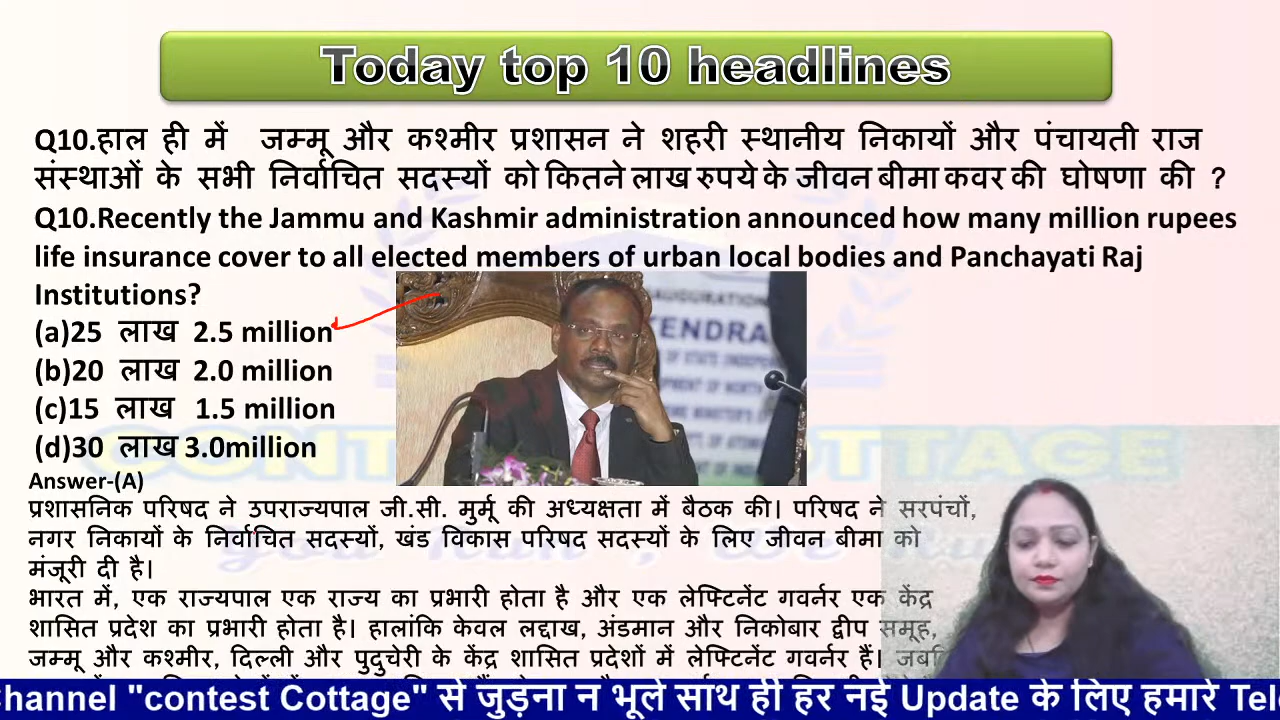 Today top 10 headlines
Q10.हाल ही में जम्मू और कश्मीर प्रशासन ने शहरी स्थानीय निकायों और पंचायती राज
संस्थाओं के सभी निर्वाचित सदस्यों को कितने लाख रुपये के जीवन बीमा कवर की घोषणा की ?
Q10.Recently the Jammu and Kashmir administration announced how many million rupees
life insurance cover to all elected members of urban local bodies and Panchayati Raj
Institutions?
(a)25 लाख 2.5 million
(b)20 लाख 2.0 million
(c)15 लाख 1.5 million
(d)30 लाख 3.0million
TENDRA
CONT TTAGE
Answer-(A)
प्रशासनिक परिषद ने उपराज्यपाल जी.सी. मुर्मू की अध्यक्षता में बैठक की। परिषद ने सरपंचों,
नगर निकायों के निर्वाचित सदस्यों, खंड विकास परिषद सदस्यों के लिए जीवन बीमा को
मंजूरी दी है।
भारत में, एक राज्यपाल एक राज्य का प्रभारी होता है और एक लेफ्टिनेंट गवर्नर एक केंद्र
शासित प्रदेश का प्रभारी होता है। हालांकि केवल लद्दाख, अंडमान और निकोबार द्वीप समूह,
जम्मू और कश्मीर, दिल्ली और पुदुचेरी के केंद्र शासित प्रदेशों में लेफ्टिनेंट गवर्नर हैं।
hannel "contest Cottage" से जुड़ना न भूले साथ ही हर नई Update के लिए हमारे Tel